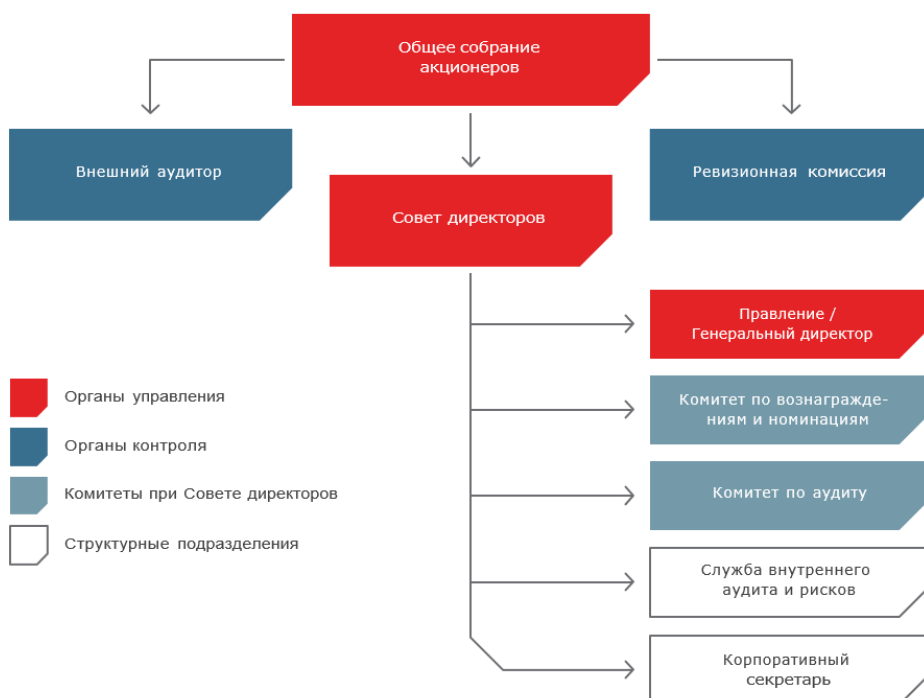 Общее собрание
акционеров
Внешний аудитор
Ревизионная комиссия
Совет директоров
Правление /
Генеральный директор
Комитет по вознагражде-
ниям и номинациям
Комитет по аудиту
Служба внутреннего
аудита и рисков
Корпоративный
секретарь
Органы управления
Органы контроля
Комитеты при Совете директоров
Структурные подразделения